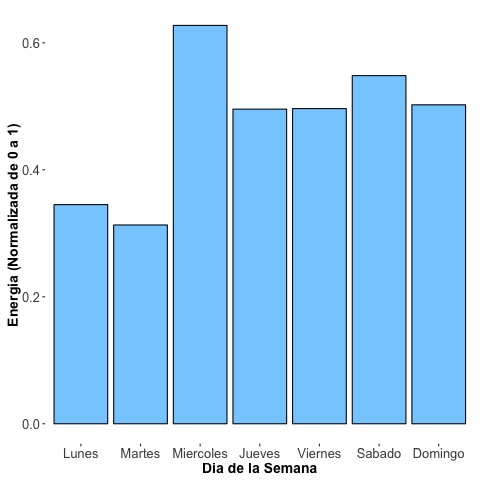 Energia (Normalizada de 0 a 1)
0.6
0.4
0.2
0.0
Lunes Martes Miercoles Jueves Viernes Sabado Domingo
Dia de la Semana